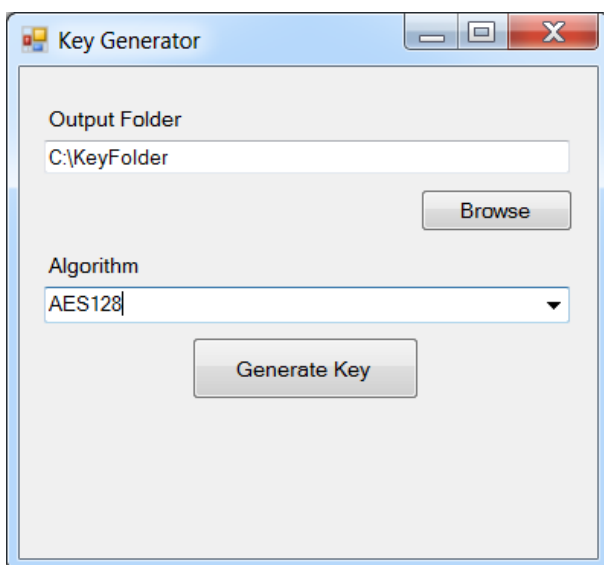 Key Generator
Output Folder
C:\KeyFolder
Browse
Algorithm
AES128
Generate Key